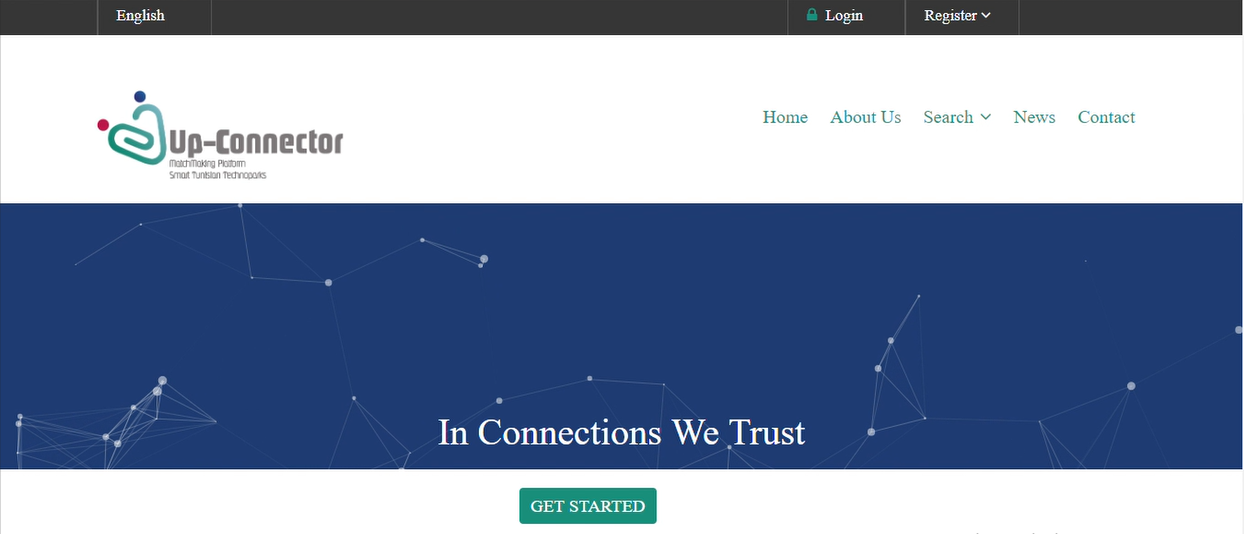 English
Login
Register
Up-Connector
MatchMaking Platform
Smart Tunisian Technoparks
Home
About Us
Search
News
Contact
In Connections We Trust
GET STARTED